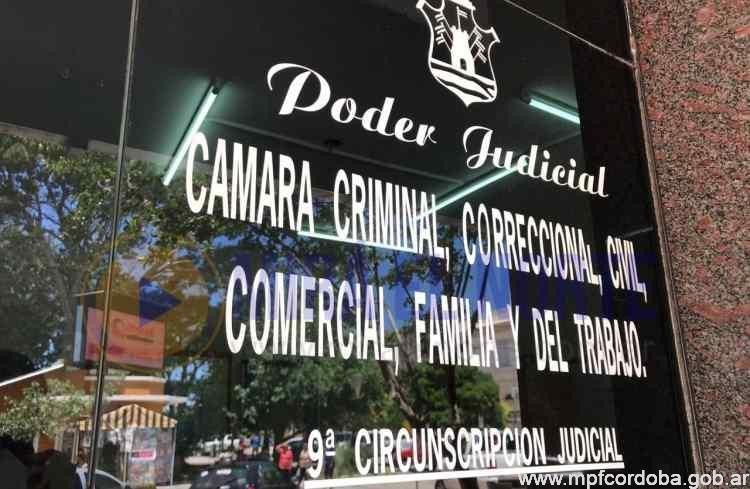 Poder Judicial
CAMARA CRIMINAL, CORRECCIONAL, CIVIL,
COMERCIAL, FAMILIA Y DEL TRABAJO.
9ª CIRCUNSCRIPCION JUDICIAL
www.mpfcordoba.gob.ar